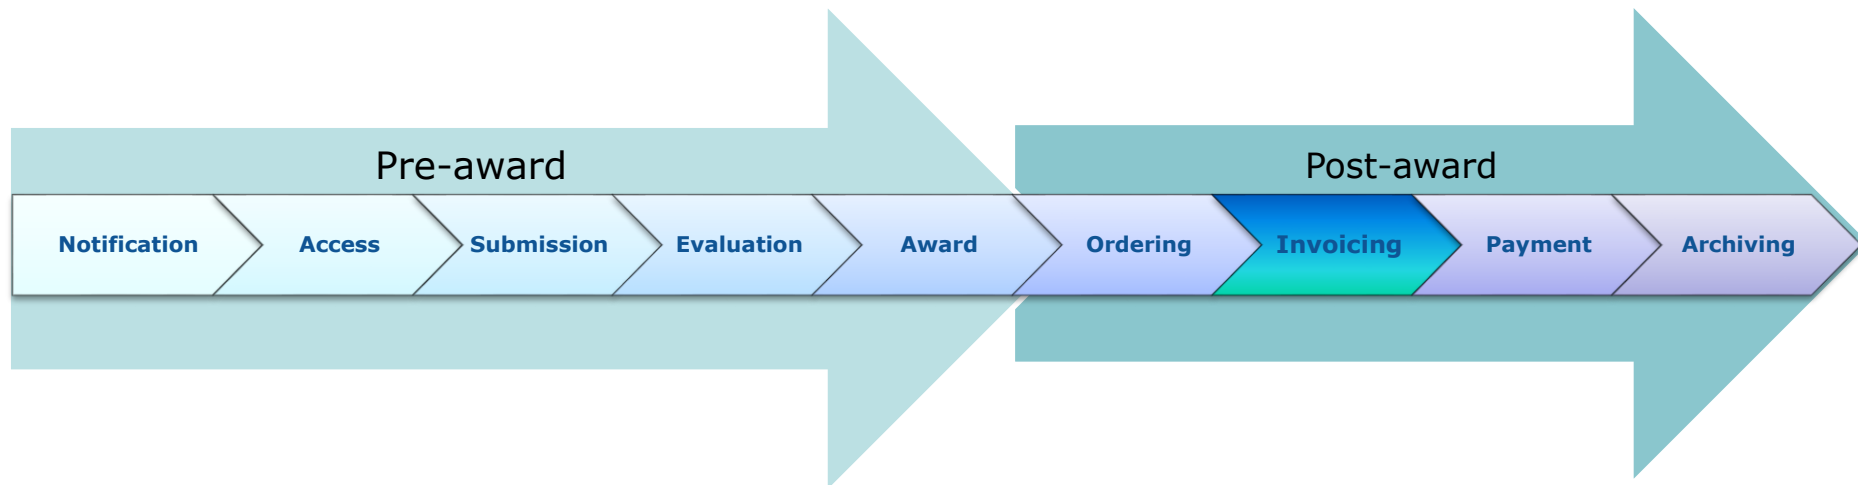 Pre-award
Post-award
Notification
Access
Submission
Evaluation
Award
Ordering
Invoicing
Payment
Archiving